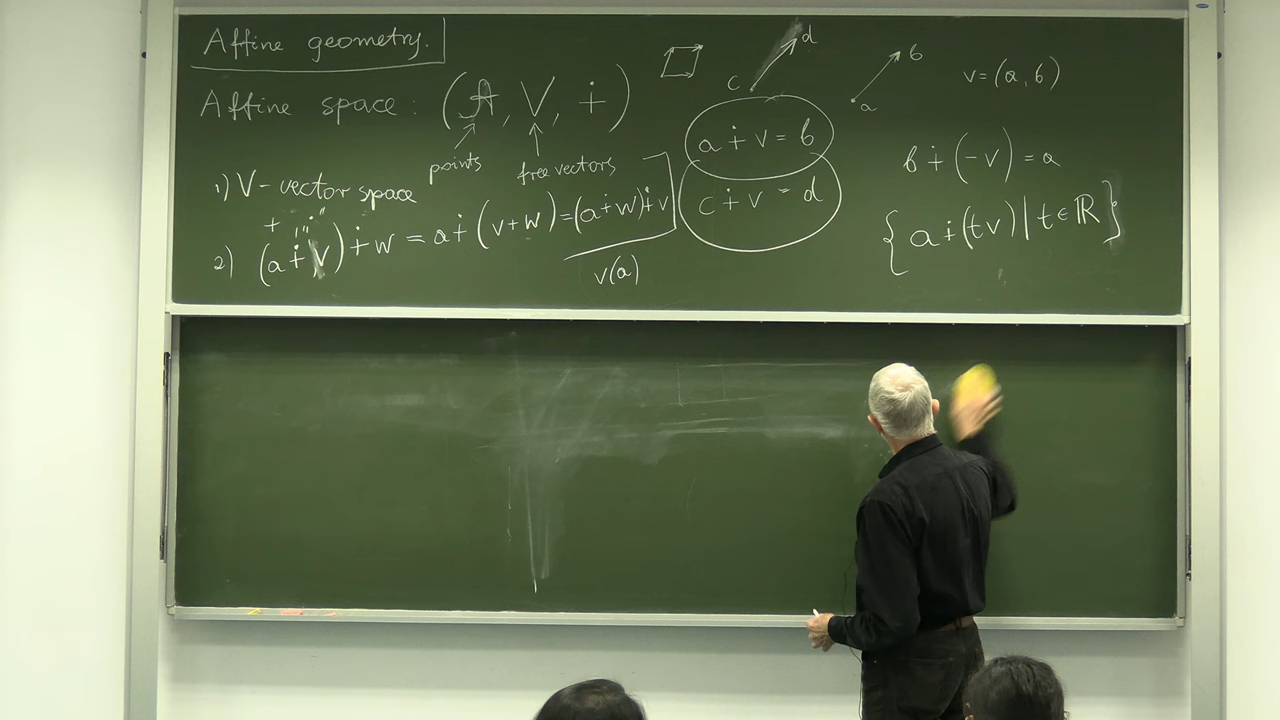 Affine geometry.
Affine space: (A, V, ∔)
points
free vectors
1) V-vector space
+ "∔"
2) (a ∔ v) ∔ w = a ∔ (v+w) = (a ∔ w) ∔ v
v(a)
c d
a b
v = (a, b)
a ∔ v = b
c ∔ v = d
b ∔ (-v) = a
{a ∔ (tv) | t ∈ ℝ}